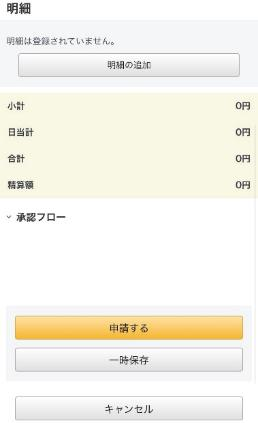 明細
明細は登録されていません。
明細の追加
小計 0円
日当計 0円
合計 0円
精算額 0円
承認フロー
申請する
一時保存
キャンセル